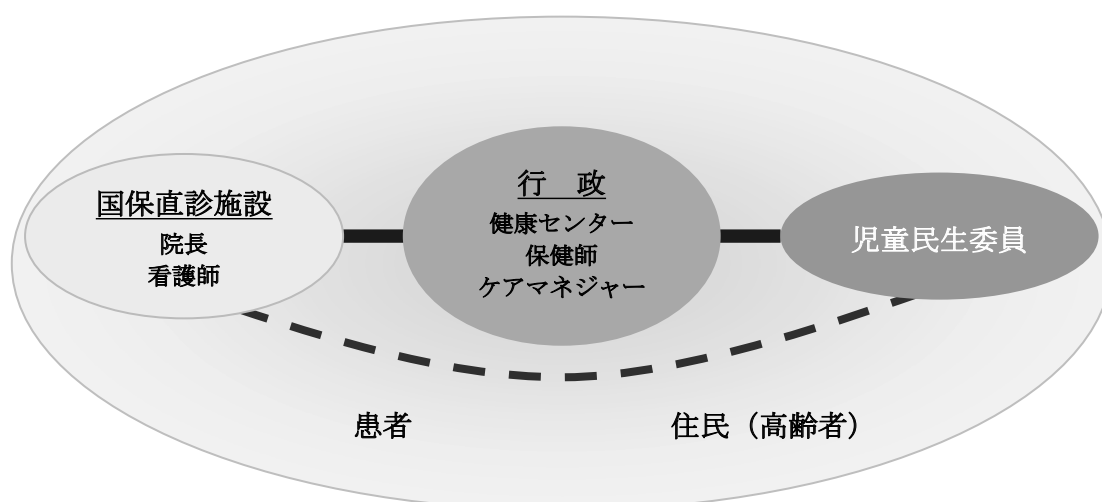 国保直診施設
院長
看護師
行　政
健康センター
保健師
ケアマネジャー
児童民生委員
患者
住民（高齢者）